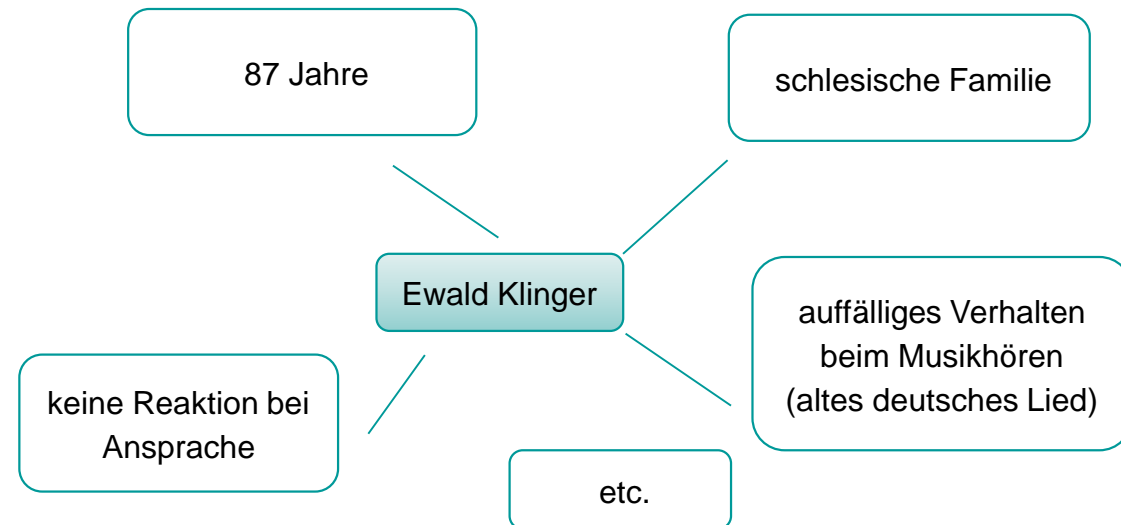 87 Jahre
schlesische Familie
Ewald Klinger
auffälliges Verhalten
beim Musikhören
(altes deutsches Lied)
keine Reaktion bei
Ansprache
etc.